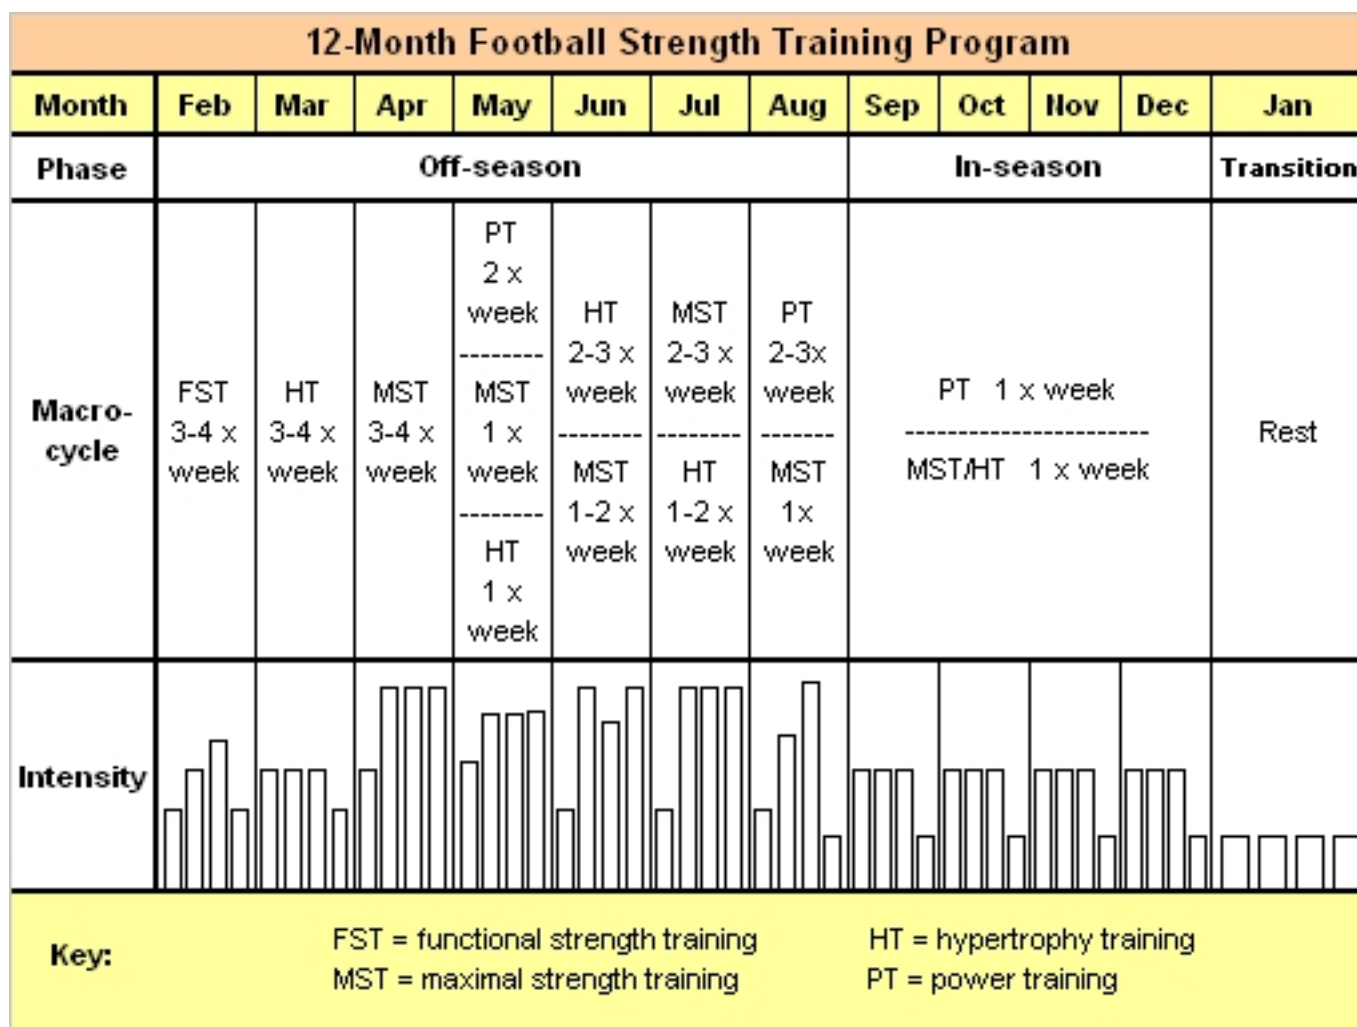 12-Month Football Strength Training Program
Month Feb Mar Apr May Jun Jul Aug Sep Oct Nov Dec Jan
Phase Off-season In-season Transition
Macro-
cycle
FST
3-4 x
week
HT
3-4 x
week
MST
3-4 x
week
PT
2 x
week
--------
MST
1 x
week
--------
HT
1 x
week
HT
2-3 x
week
--------
MST
1-2 x
week
MST
2-3 x
week
--------
HT
1-2 x
week
PT
2-3x
week
-------
MST
1x
week
PT 1 x week
-----------------------
MST/HT 1 x week
Rest
Intensity
Key:
FST = functional strength training HT = hypertrophy training
MST = maximal strength training PT = power training